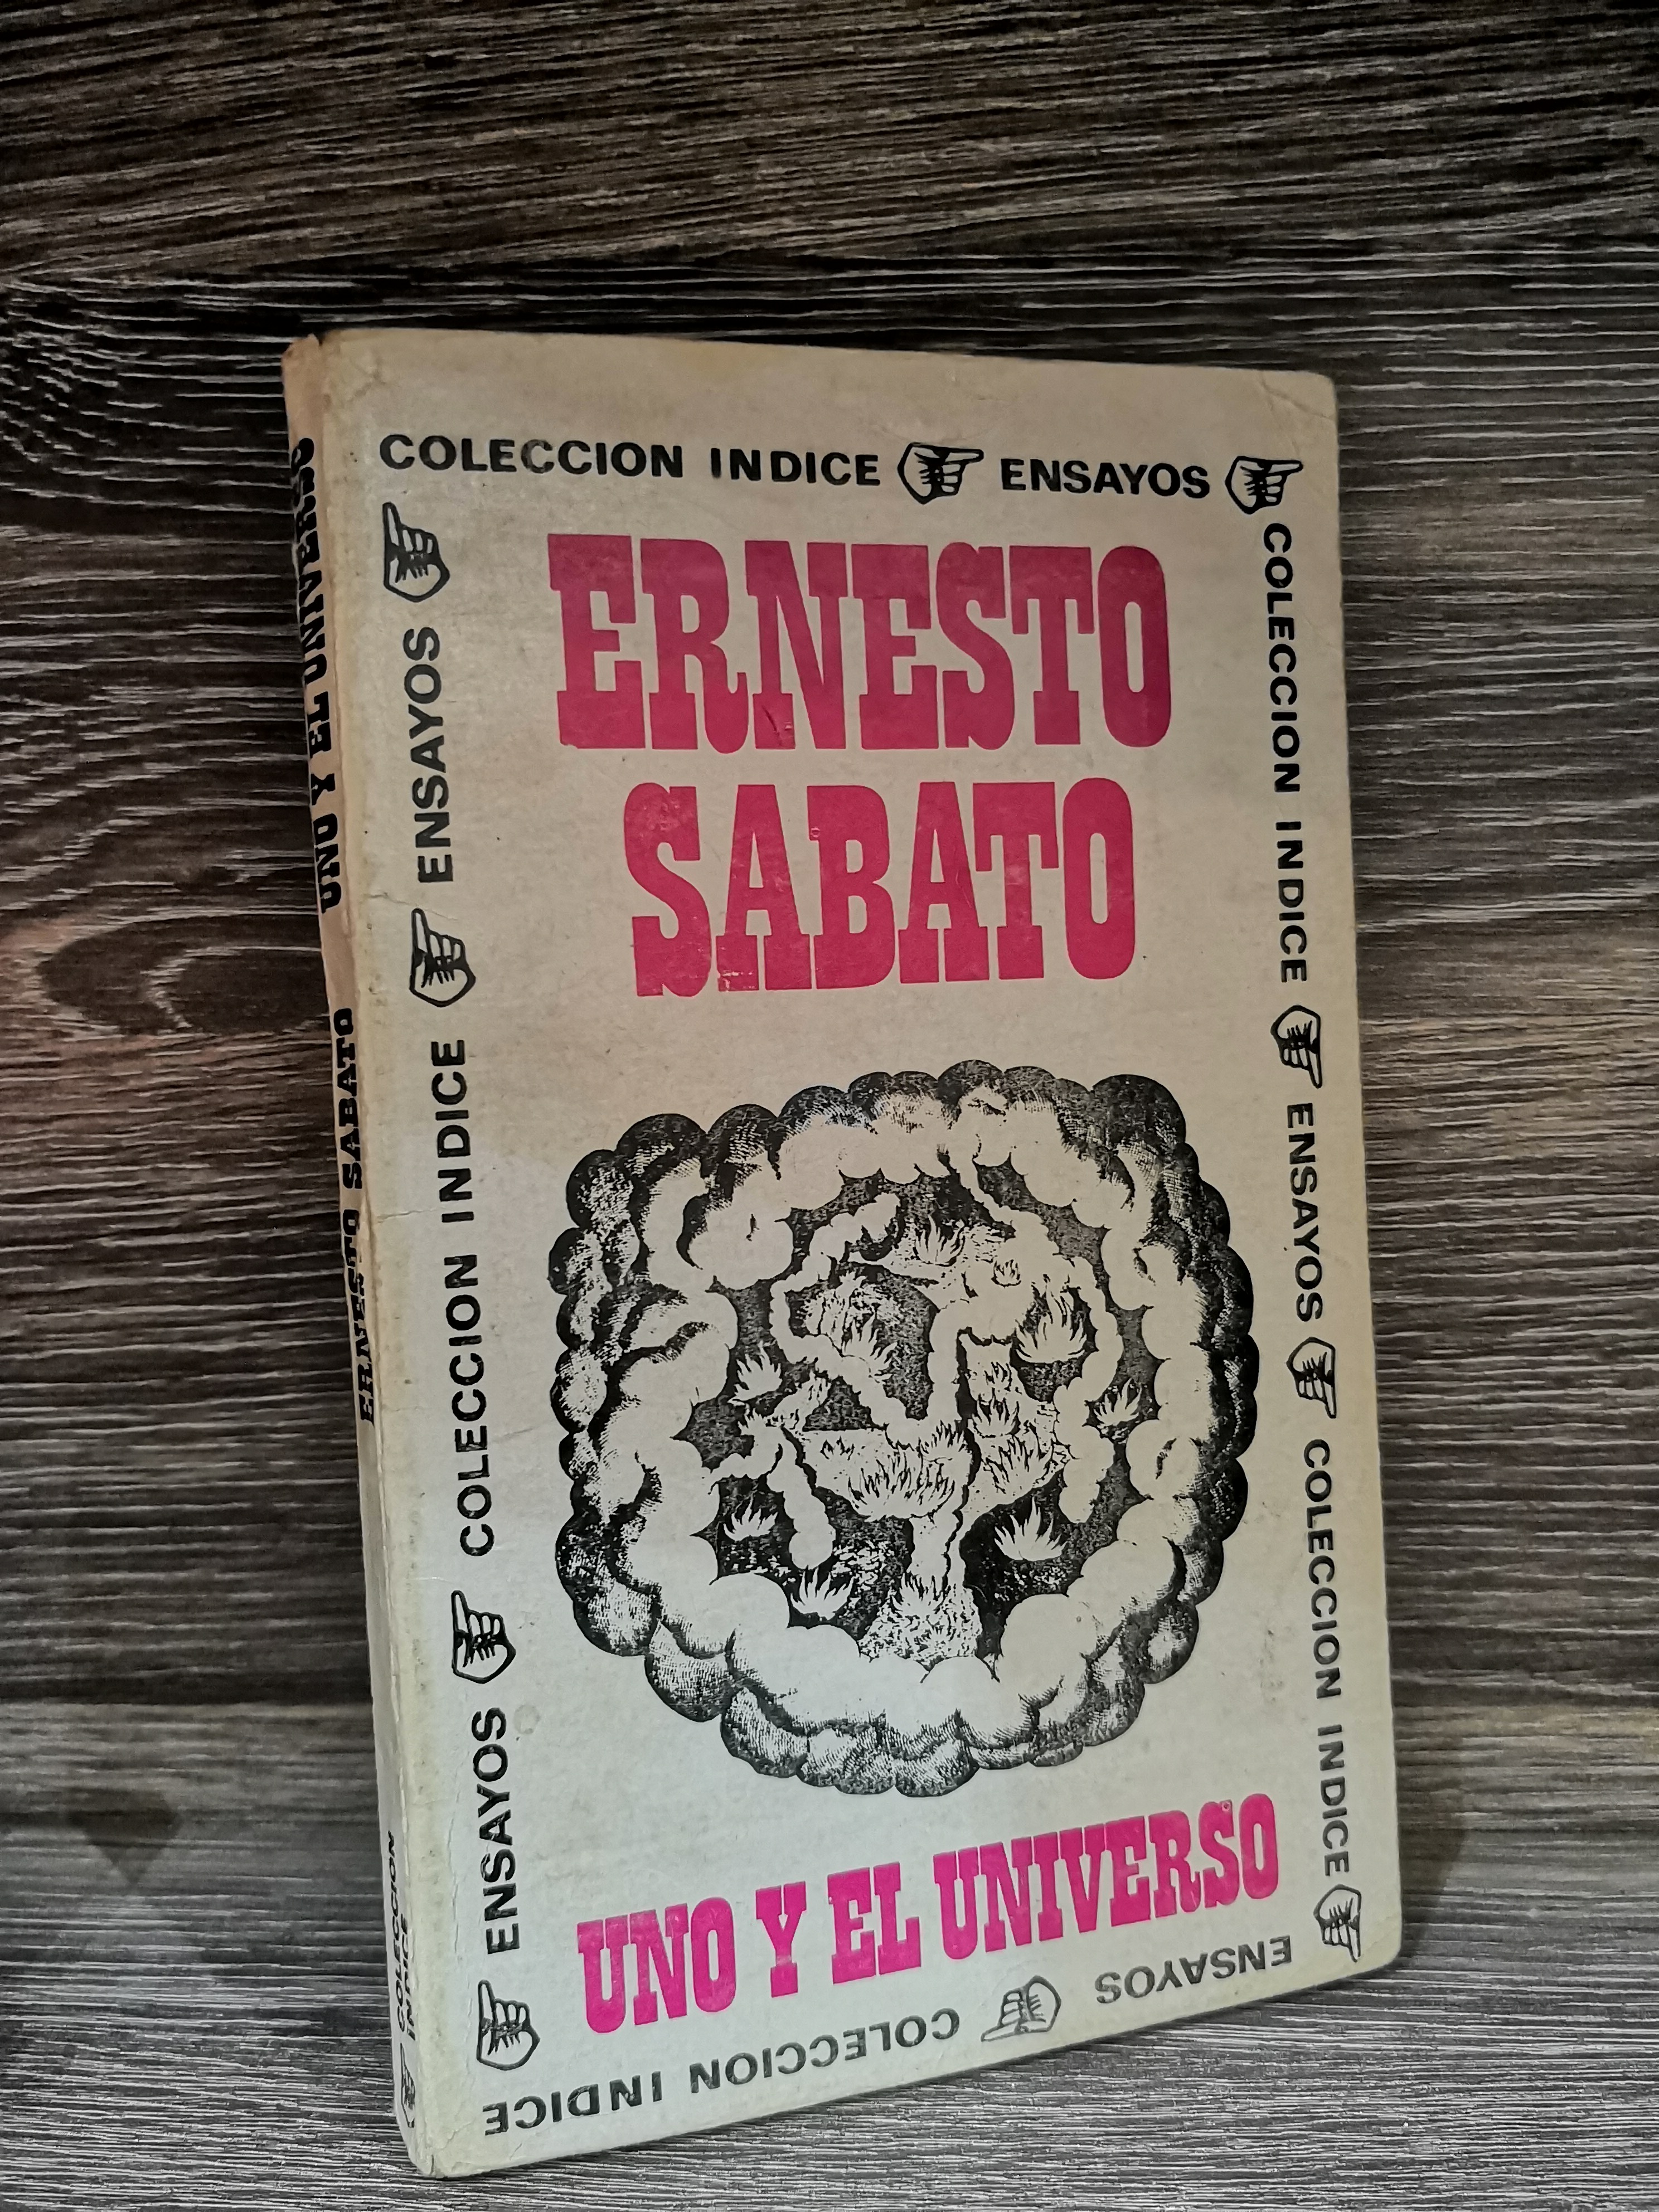 COLECCION INDICE ENSAYOS
COLECCION INDICE ENSAYOS COLECCION INDICE
ENSAYOS COLECCION INDICE
ENSAYOS COLECCION INDICE ENSAYOS
ERNESTO
SABATO
UNO Y EL UNIVERSO
ERNESTO SABATO UNO Y EL UNIVERSO
COLECCION
INDICE